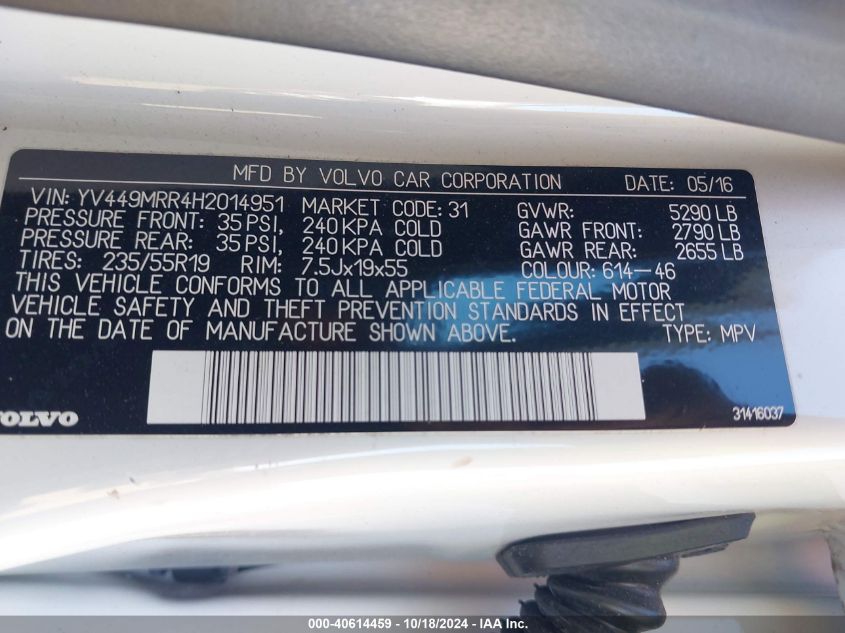 MFD BY VOLVO CAR CORPORATION DATE: 05/16
VIN: YV449MRR4H2014951 MARKET CODE: 31 GVWR: 5290 LB
PRESSURE FRONT: 35 PSI, 240 KPA COLD GAWR FRONT: 2790 LB
PRESSURE REAR: 35 PSI, 240 KPA COLD GAWR REAR: 2655 LB
TIRES: 235/55R19 RIM: 7.5Jx19x55 COLOUR: 614-46
THIS VEHICLE CONFORMS TO ALL APPLICABLE FEDERAL MOTOR
VEHICLE SAFETY AND THEFT PREVENTION STANDARDS IN EFFECT
ON THE DATE OF MANUFACTURE SHOWN ABOVE. TYPE: MPV
VOLVO 31416037
000-40614459 - 10/18/2024 - IAA Inc.